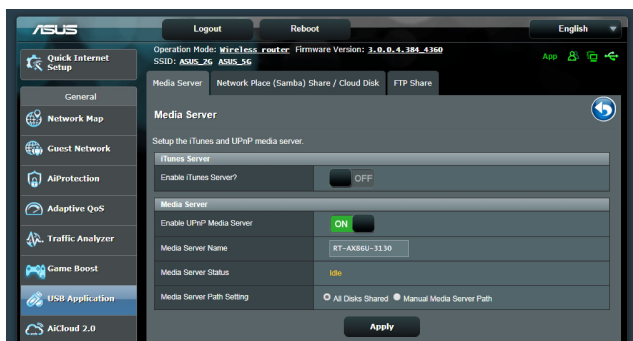 ASUS
Logout
Reboot
English
Quick Internet
Setup
General
Network Map
Guest Network
AiProtection
Adaptive QoS
Traffic Analyzer
Game Boost
USB Application
AiCloud 2.0
Operation Mode: Wireless router Firmware Version: 3.0.0.4.384_4360
SSID: ASUS_2G ASUS_5G
App
Media Server
Network Place (Samba) Share / Cloud Disk
FTP Share
Media Server
Setup the iTunes and UPnP media server.
iTunes Server
Enable iTunes Server?
OFF
Media Server
Enable UPnP Media Server
ON
Media Server Name
RT-AX86U-3130
Media Server Status
Idle
Media Server Path Setting
All Disks Shared Manual Media Server Path
Apply